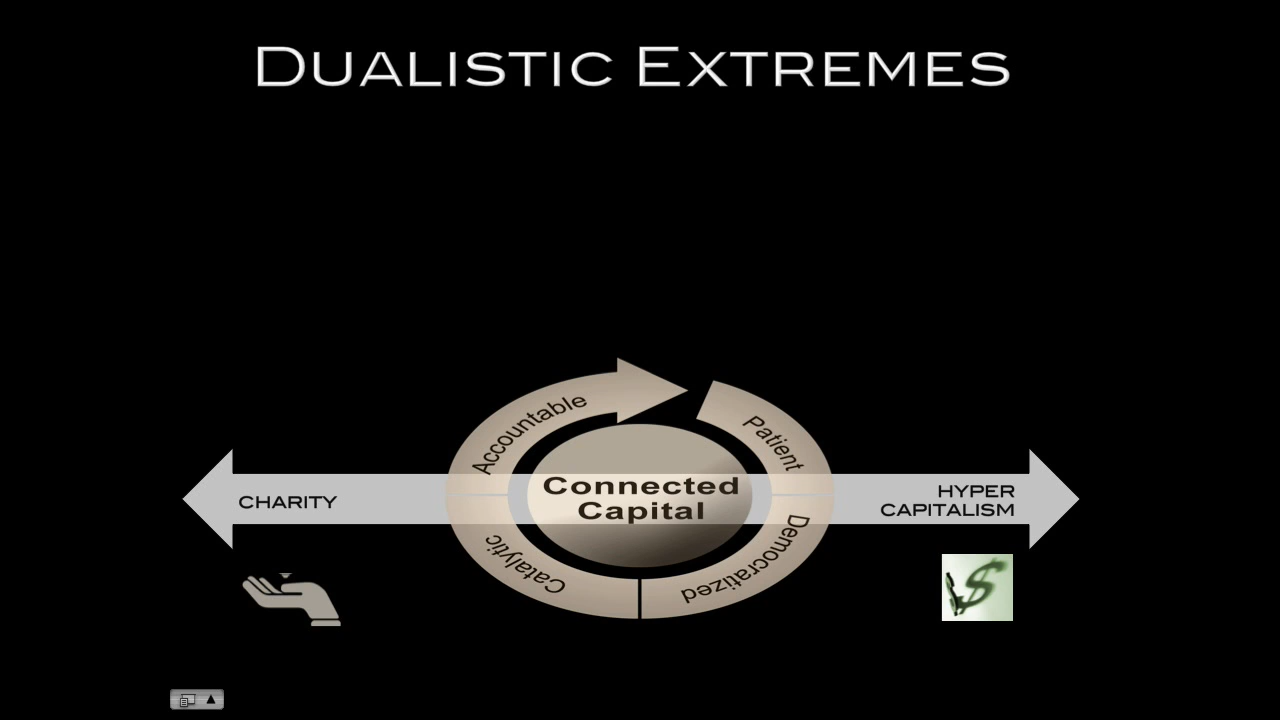 DUALISTIC EXTREMES
Accountable
Patient
CHARITY
Connected
Capital
HYPER
CAPITALISM
Catalytic
Democratized
$